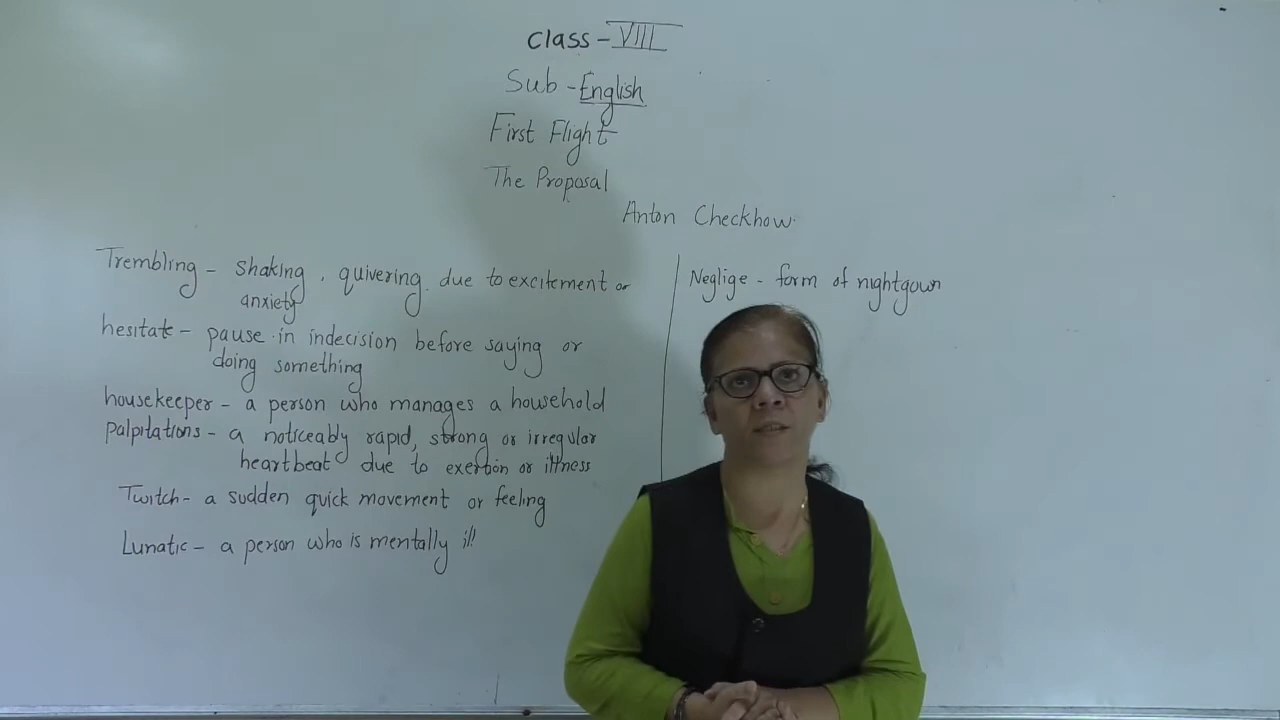 Class - VIII
Sub - English
First Flight
The Proposal
Anton Checkhow.
Trembling - shaking, quivering due to excitement or
anxiety
hesitate - pause in indecision before saying or
doing something
housekeeper - a person who manages a household
palpitations - a noticeably rapid, strong or irregular
heartbeat due to exertion or illness
Twitch - a sudden quick movement or feeling
Lunatic - a person who is mentally ill
Neglige - form of nightgown